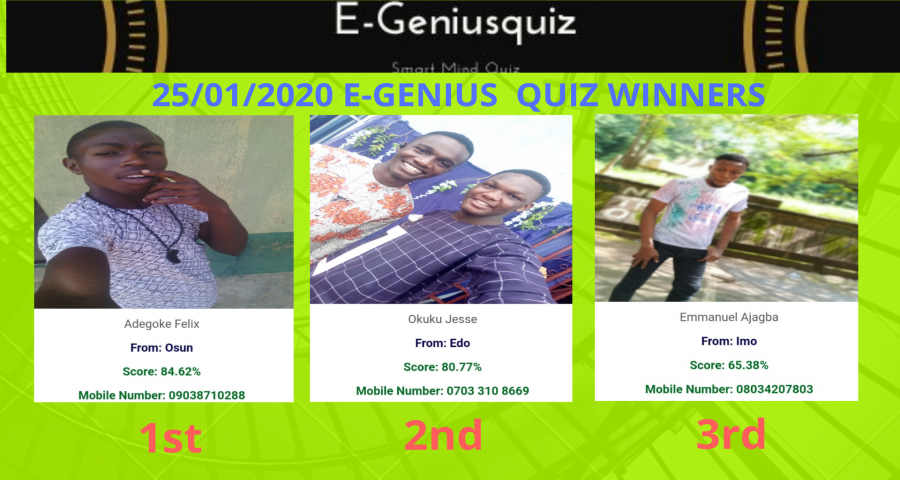 E-Geniusquiz
Smart Mind Quiz
25/01/2020 E-GENIUS QUIZ WINNERS
Adegoke Felix
From: Osun
Score: 84.62%
Mobile Number: 09038710288
1st
Okuku Jesse
From: Edo
Score: 80.77%
Mobile Number: 0703 310 8669
2nd
Emmanuel Ajagba
From: Imo
Score: 65.38%
Mobile Number: 08034207803
3rd